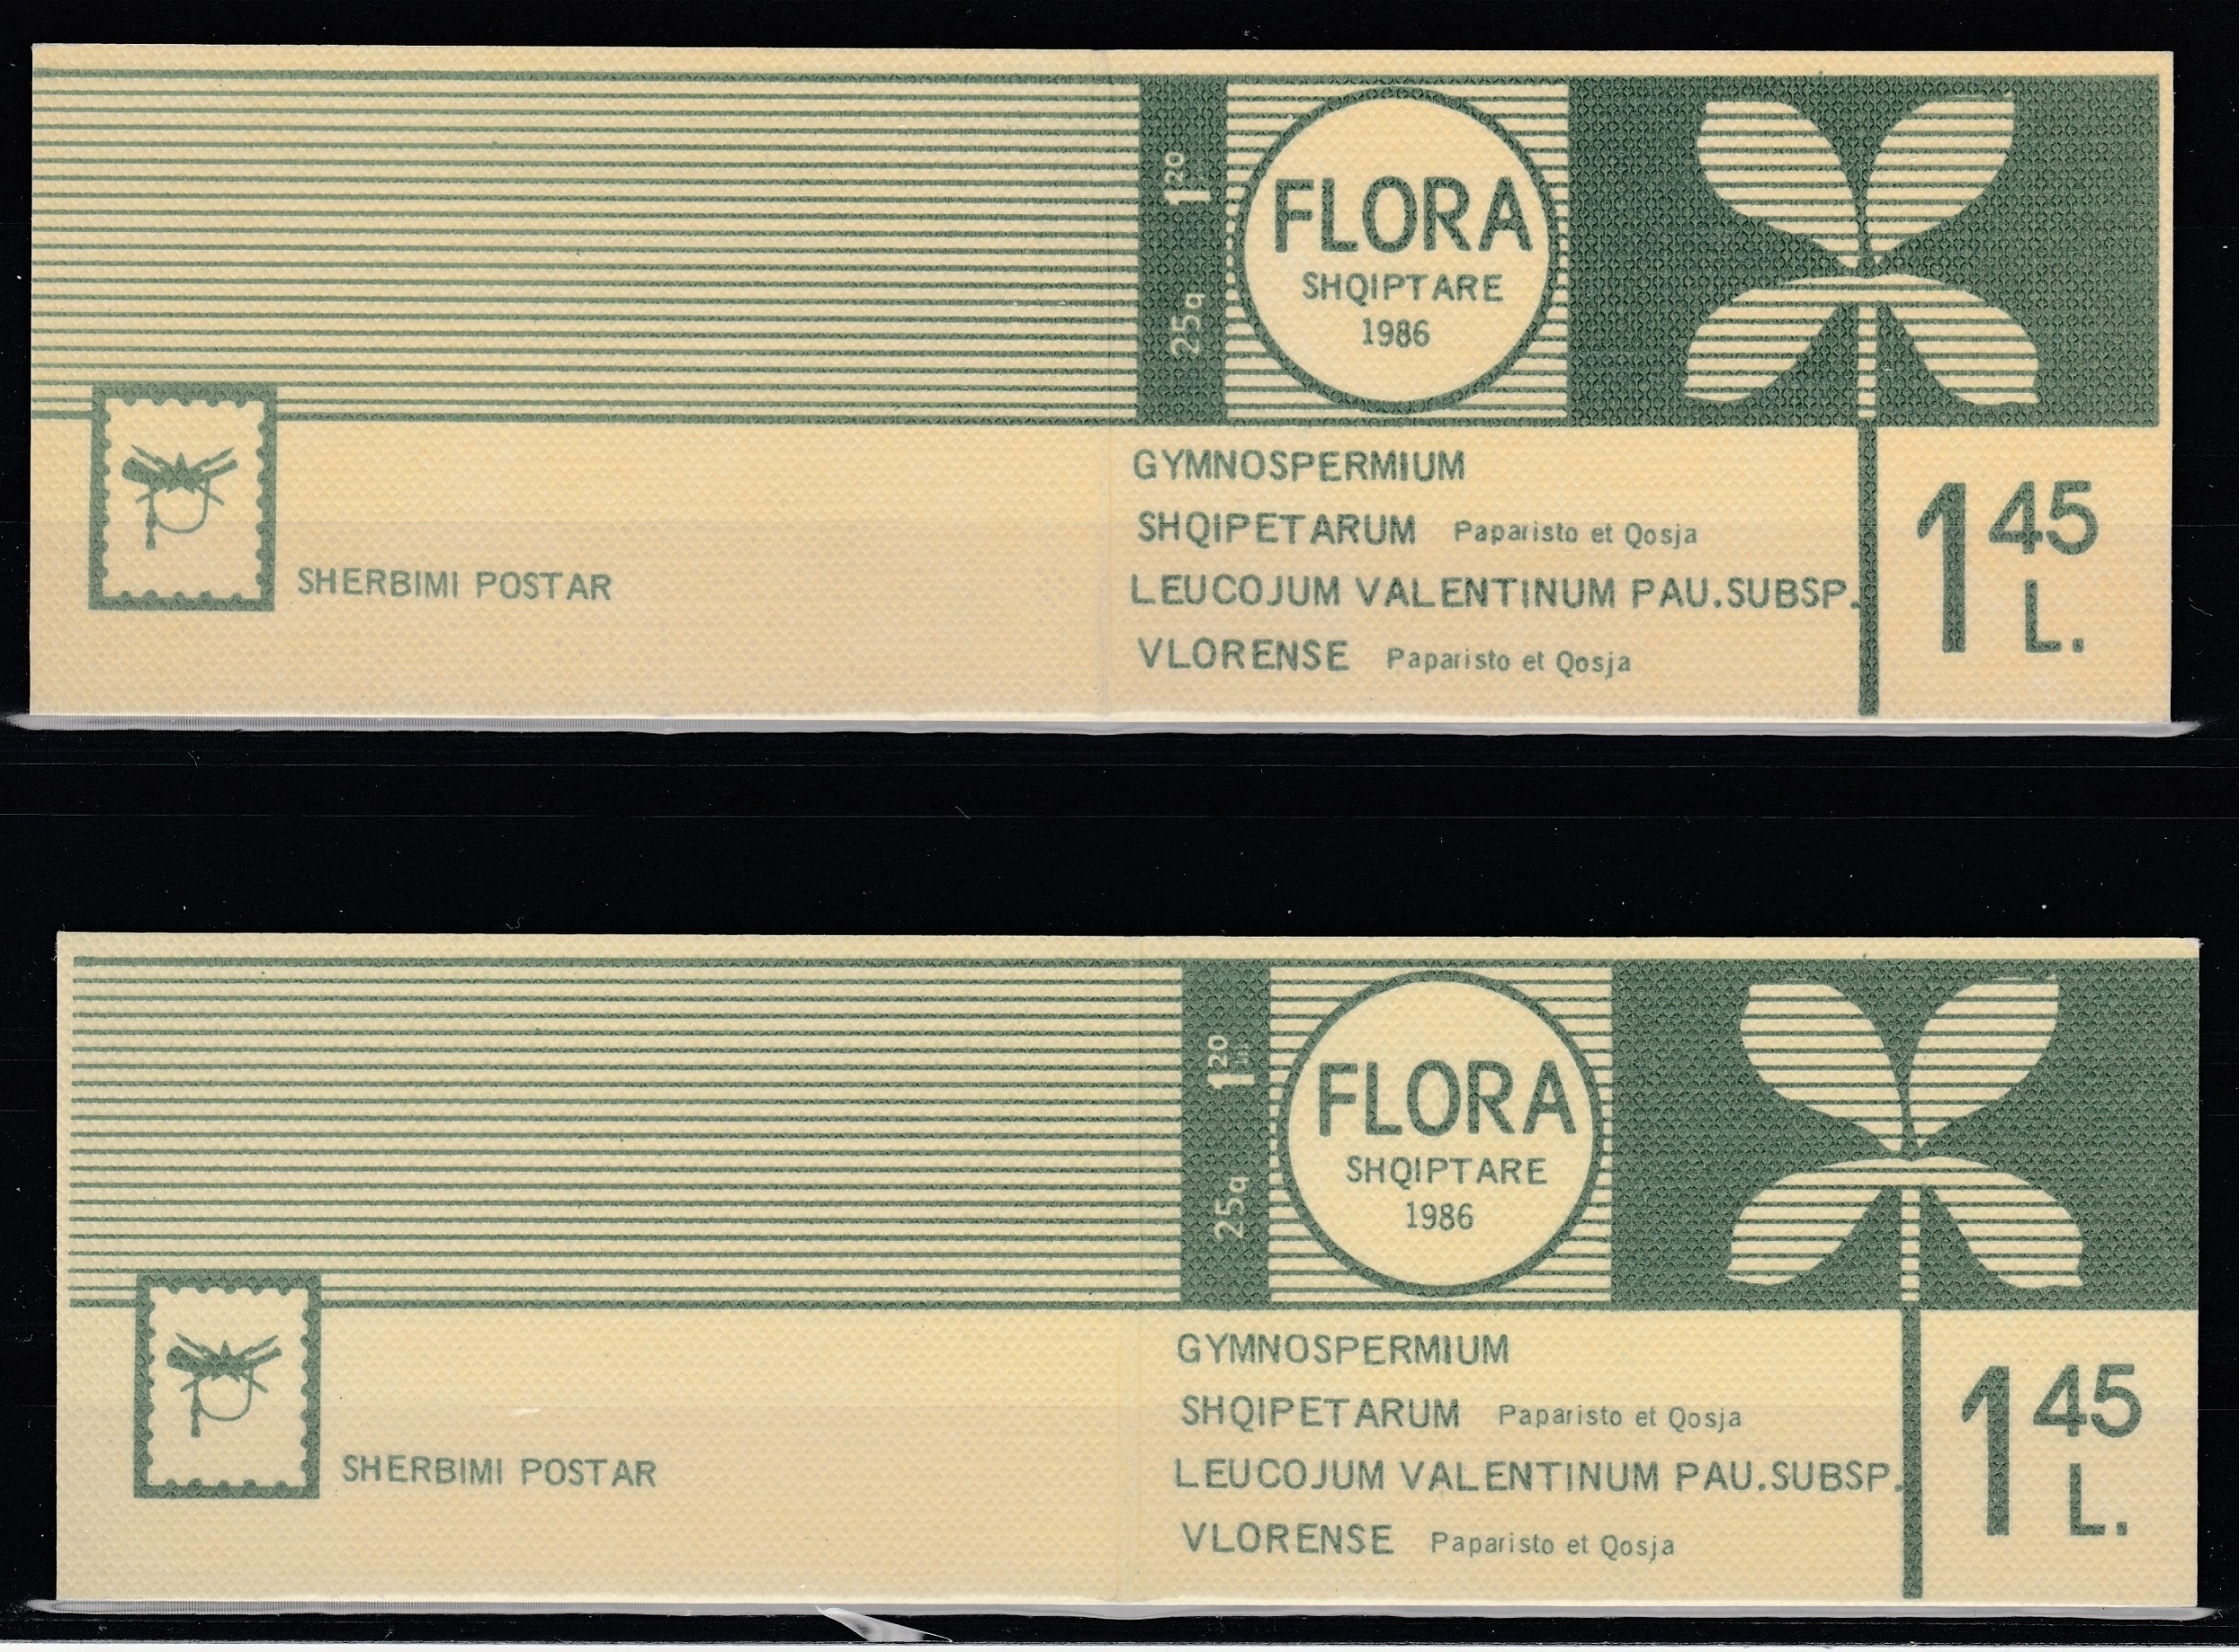 1 20
25q
FLORA
SHQIPTARE
1986
SHERBIMI POSTAR
GYMNOSPERMIUM
SHQIPETARUM Paparisto et Qosja
LEUCOJUM VALENTINUM PAU.SUBSP.
VLORENSE Paparisto et Qosja
1 45
L.
1 20
25q
FLORA
SHQIPTARE
1986
SHERBIMI POSTAR
GYMNOSPERMIUM
SHQIPETARUM Paparisto et Qosja
LEUCOJUM VALENTINUM PAU.SUBSP.
VLORENSE Paparisto et Qosja
1 45
L.